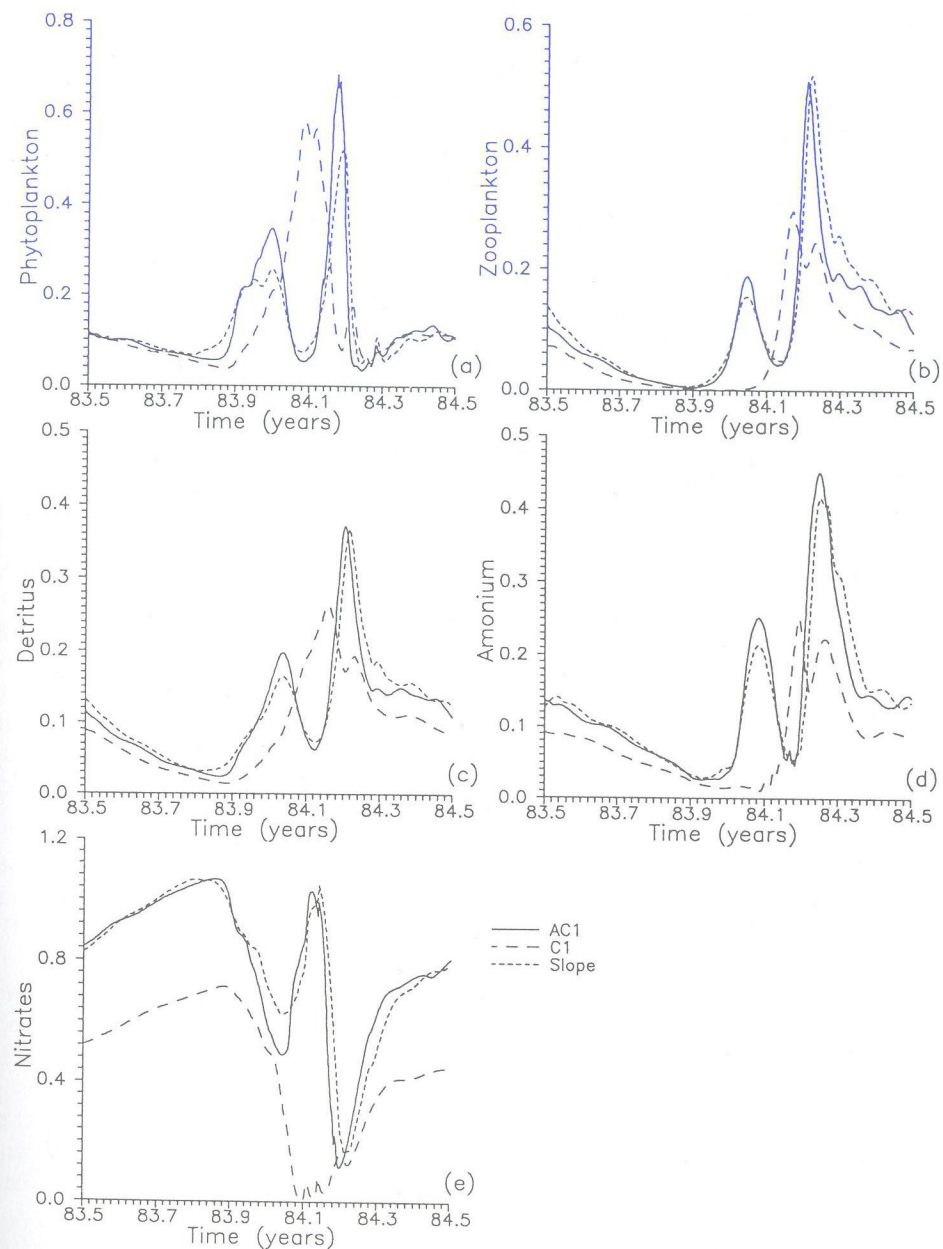 0.8
0.6
0.4
0.2
0.0
Phytoplankton
83.5 83.7 83.9 84.1 84.3 84.5
Time (years)
(a)
0.6
0.4
0.2
0.0
Zooplankton
83.5 83.7 83.9 84.1 84.3 84.5
Time (years)
(b)
0.5
0.4
0.3
0.2
0.1
0.0
Detritus
83.5 83.7 83.9 84.1 84.3 84.5
Time (years)
(c)
0.5
0.4
0.3
0.2
0.1
0.0
Amonium
83.5 83.7 83.9 84.1 84.3 84.5
Time (years)
(d)
1.2
0.8
0.4
0.0
Nitrates
83.5 83.7 83.9 84.1 84.3 84.5
Time (years)
(e)
AC1
C1
Slope